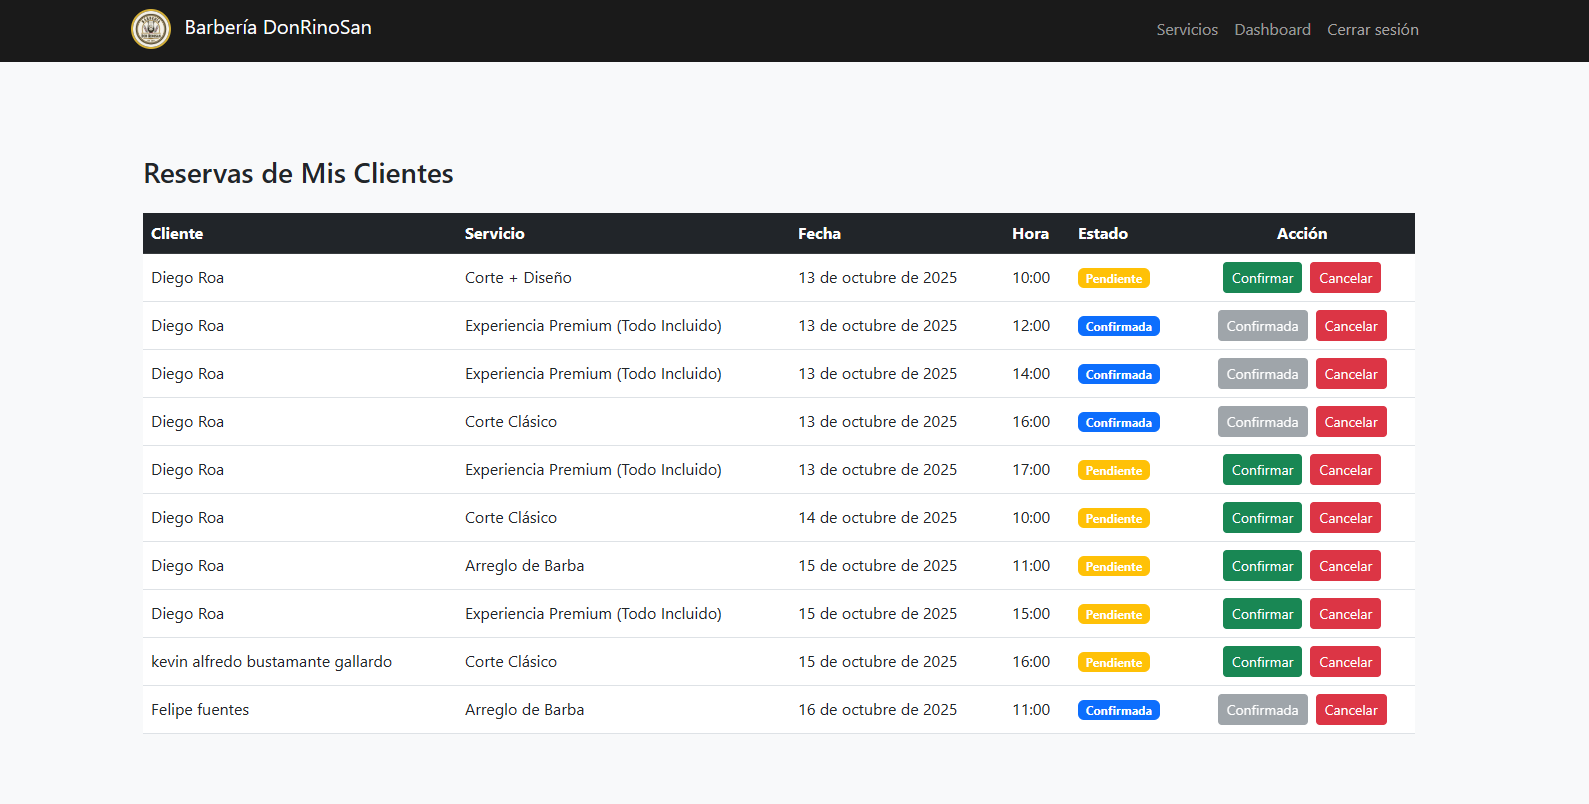 Barbería DonRinoSan Servicios Dashboard Cerrar sesión
Reservas de Mis Clientes
Cliente Servicio Fecha Hora Estado Acción
Diego Roa Corte + Diseño 13 de octubre de 2025 10:00 Pendiente Confirmar Cancelar
Diego Roa Experiencia Premium (Todo Incluido) 13 de octubre de 2025 12:00 Confirmada Confirmada Cancelar
Diego Roa Experiencia Premium (Todo Incluido) 13 de octubre de 2025 14:00 Confirmada Confirmada Cancelar
Diego Roa Corte Clásico 13 de octubre de 2025 16:00 Confirmada Confirmada Cancelar
Diego Roa Experiencia Premium (Todo Incluido) 13 de octubre de 2025 17:00 Pendiente Confirmar Cancelar
Diego Roa Corte Clásico 14 de octubre de 2025 10:00 Pendiente Confirmar Cancelar
Diego Roa Arreglo de Barba 15 de octubre de 2025 11:00 Pendiente Confirmar Cancelar
Diego Roa Experiencia Premium (Todo Incluido) 15 de octubre de 2025 15:00 Pendiente Confirmar Cancelar
kevin alfredo bustamante gallardo Corte Clásico 15 de octubre de 2025 16:00 Pendiente Confirmar Cancelar
Felipe fuentes Arreglo de Barba 16 de octubre de 2025 11:00 Confirmada Confirmada Cancelar